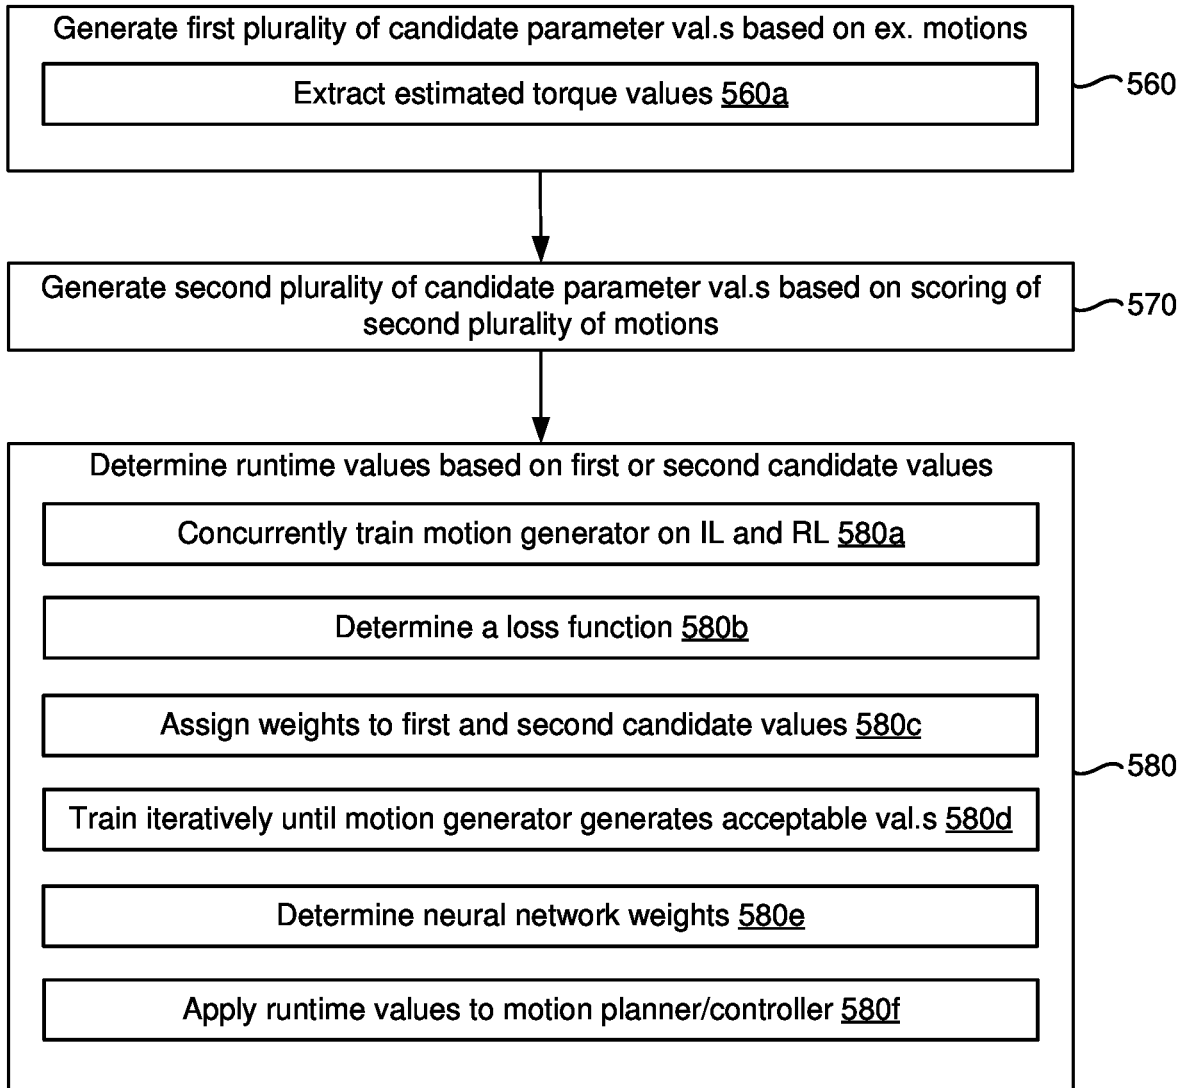 Generate first plurality of candidate parameter val.s based on ex. motions
Extract estimated torque values 560a
560
Generate second plurality of candidate parameter val.s based on scoring of
second plurality of motions
570
Determine runtime values based on first or second candidate values
Concurrently train motion generator on IL and RL 580a
Determine a loss function 580b
Assign weights to first and second candidate values 580c
580
Train iteratively until motion generator generates acceptable val.s 580d
Determine neural network weights 580e
Apply runtime values to motion planner/controller 580f